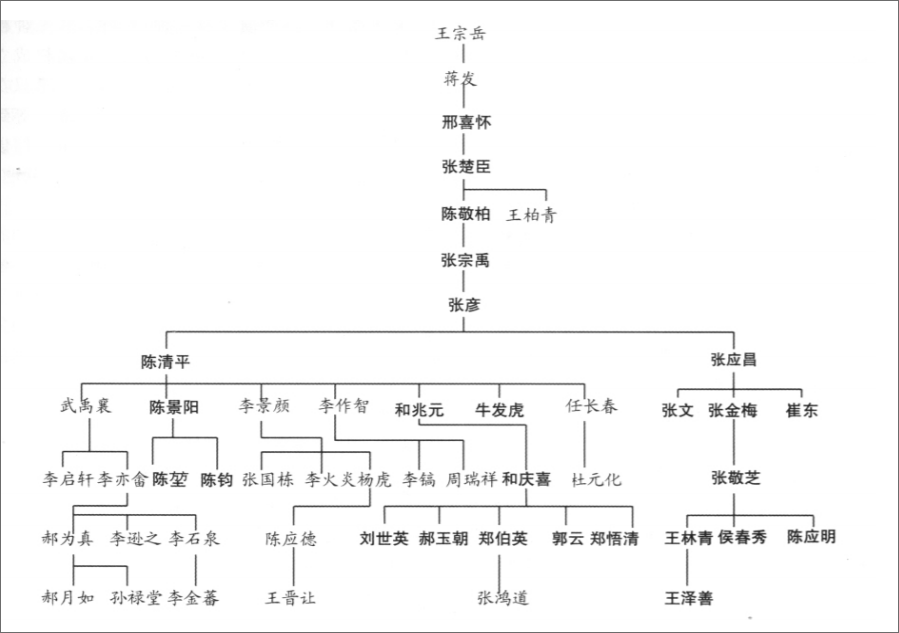 王宗岳
蒋发
邢喜怀
张楚臣
陈敬柏 王柏青
张宗禹
张彦
陈清平 张应昌
武禹襄 陈景阳 李景颜 李作智 和兆元 牛发虎 任长春 张文 张金梅 崔东
李启轩 李亦畲 陈堃 陈钧 张国栋 李火炎 杨虎 李镐 周瑞祥 和庆喜 杜元化 张敬芝
郝为真 李逊之 李石泉 陈应德 刘世英 郝玉朝 郑伯英 郭云 郑悟清 王林青 侯春秀 陈应明
郝月如 孙禄堂 李金蕃 王晋让 张鸿道 王泽善